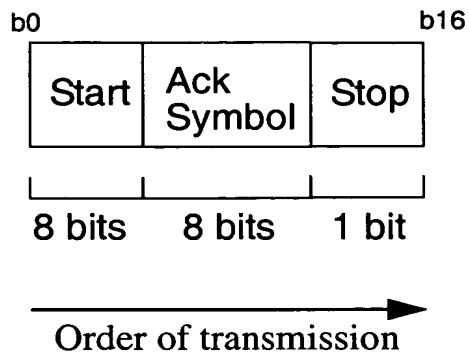 b0 b16
Start Ack Symbol Stop
8 bits 8 bits 1 bit
Order of transmission